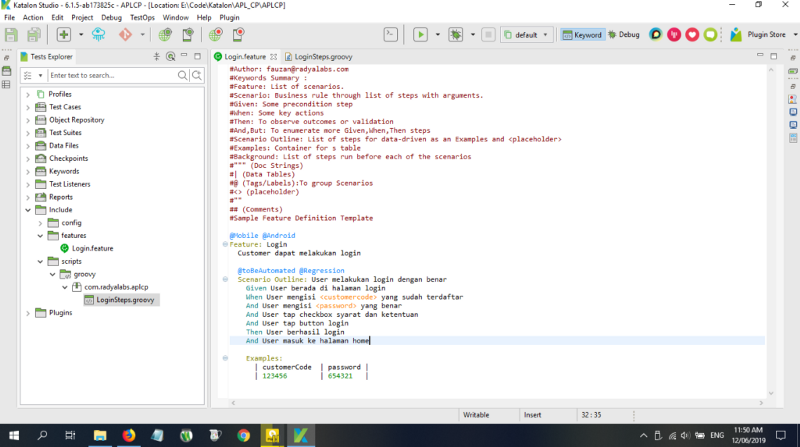 Katalon Studio - 6.1.5-ab173825c - APLCP - [Location: E:\Code\Katalon\APL_CP\APLCP]
File Action Edit Project Debug TestOps Window Help Plugin
default
Keyword
Debug
Plugin Store
Tests Explorer
Enter text to search...
Profiles
Test Cases
Object Repository
Test Suites
Data Files
Checkpoints
Keywords
Test Listeners
Reports
Include
config
features
Login.feature
scripts
groovy
com.radyalabs.aplcp
LoginSteps.groovy
Plugins
Login.feature
LoginSteps.groovy
#Author: fauzan@radyalabs.com
#Keywords Summary :
#Feature: List of scenarios.
#Scenario: Business rule through list of steps with arguments.
#Given: Some precondition step
#When: Some key actions
#Then: To observe outcomes or validation
#And,But: To enumerate more Given,When,Then steps
#Scenario Outline: List of steps for data-driven as an Examples and <placeholder>
#Examples: Container for s table
#Background: List of steps run before each of the scenarios
#""" (Doc Strings)
#| (Data Tables)
#@ (Tags/Labels):To group Scenarios
#<> (placeholder)
#""
## (Comments)
#Sample Feature Definition Template
@Mobile @Android
Feature: Login
Customer dapat melakukan login
@toBeAutomated @Regression
Scenario Outline: User melakukan login dengan benar
Given User berada di halaman login
When User mengisi <customercode> yang sudah terdaftar
And User mengisi <password> yang benar
And User tap checkbox syarat dan ketentuan
And User tap button login
Then User berhasil login
And User masuk ke halaman home
Examples:
| customerCode | password |
| 123456 | 654321 |
Writable
Insert
32 : 35
ENG
11:50 AM
12/06/2019